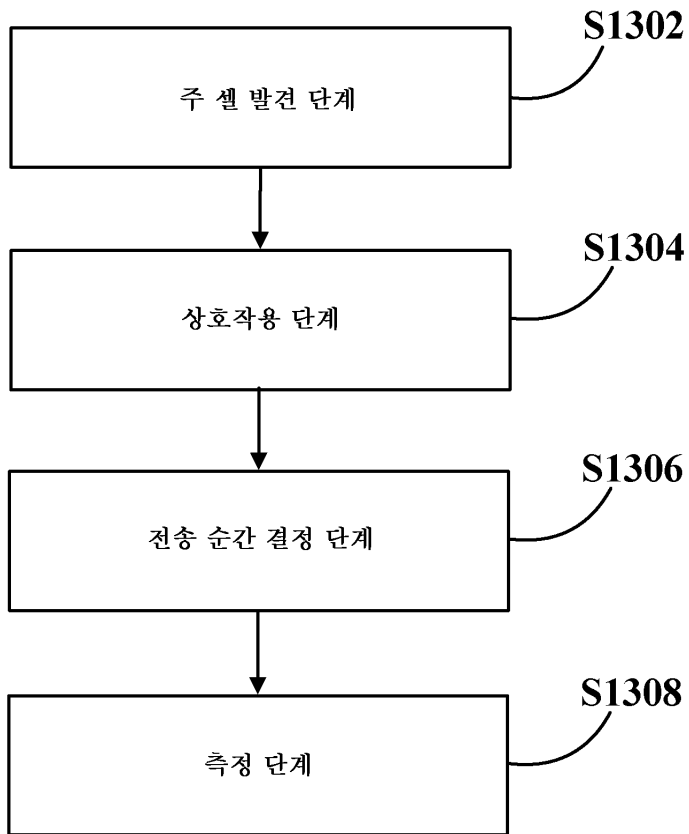 S1302
주 셀 발견 단계
S1304
상호작용 단계
S1306
전송 순간 결정 단계
S1308
측정 단계